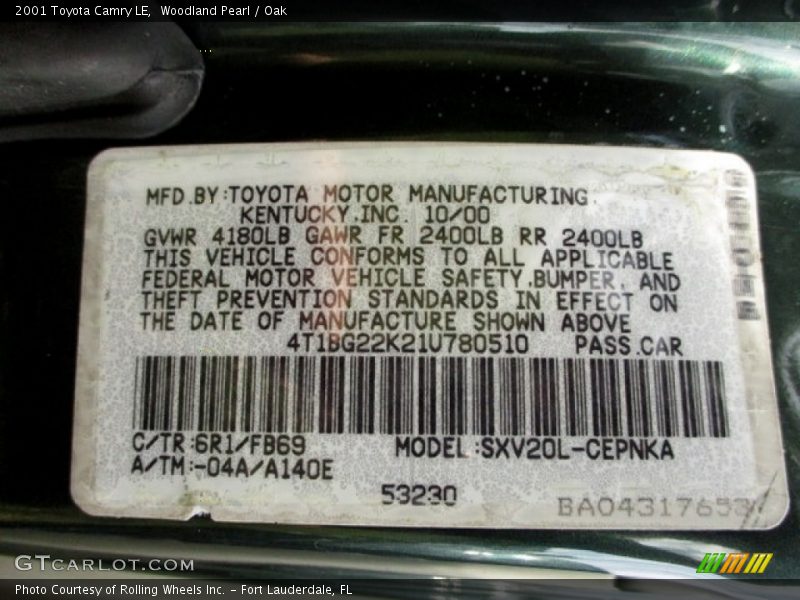 2001 Toyota Camry LE,  Woodland Pearl / Oak
MFD.BY:TOYOTA MOTOR MANUFACTURING
KENTUCKY,INC. 10/00
GVWR 4180LB GAWR FR 2400LB RR 2400LB
THIS VEHICLE CONFORMS TO ALL APPLICABLE
FEDERAL MOTOR VEHICLE SAFETY,BUMPER, AND
THEFT PREVENTION STANDARDS IN EFFECT ON
THE DATE OF MANUFACTURE SHOWN ABOVE
4T1BG22K21U780510 PASS.CAR
C/TR:6R1/FB69 MODEL:SXV20L-CEPNKA
A/TM:-04A/A140E
53230 BA04317653
GTCARLOT.COM
Photo Courtesy of Rolling Wheels Inc. – Fort Lauderdale, FL